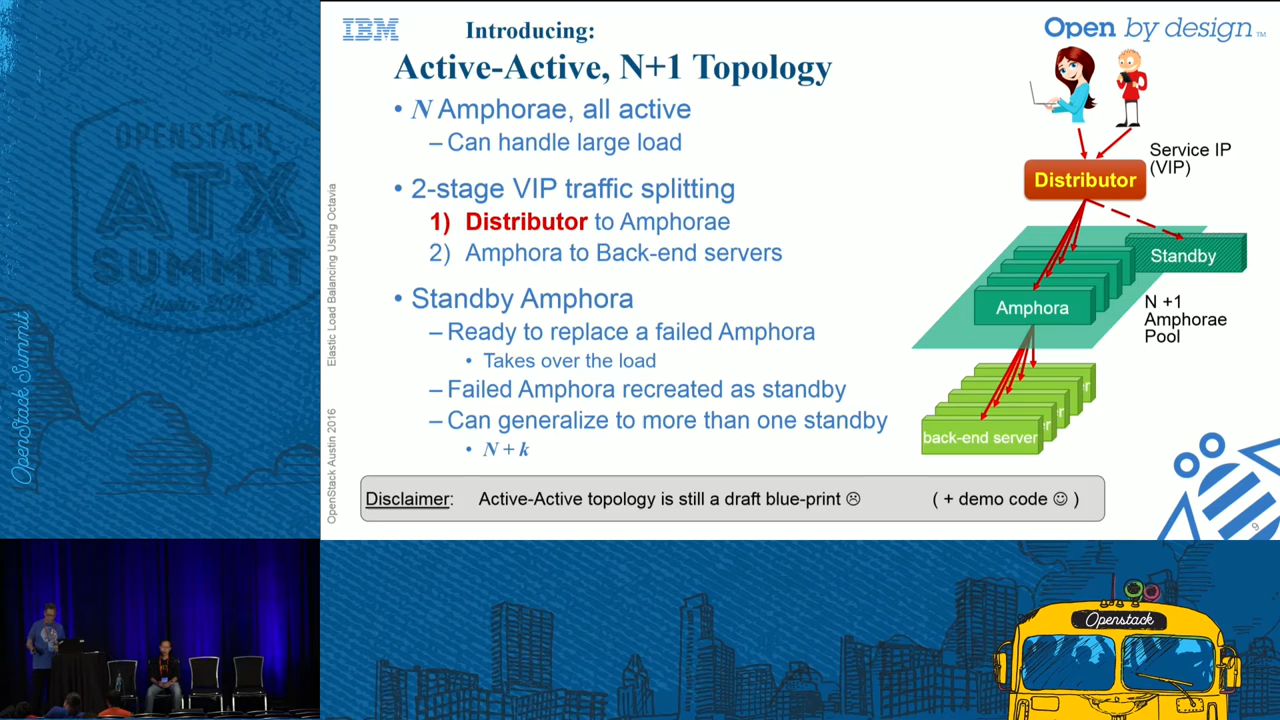 OPENSTACK
ATX
SUMMIT
OpenStack Summit
IBM
Introducing:
Active-Active, N+1 Topology
Open by design™
• N Amphorae, all active
– Can handle large load
• 2-stage VIP traffic splitting
1) Distributor to Amphorae
2) Amphora to Back-end servers
• Standby Amphora
– Ready to replace a failed Amphora
• Takes over the load
– Failed Amphora recreated as standby
– Can generalize to more than one standby
• N + k
Service IP
(VIP)
Distributor
Standby
Amphora
N +1
Amphorae
Pool
back-end server
Disclaimer: Active-Active topology is still a draft blue-print ☹ ( + demo code ☺ )
OpenStack Austin 2016
Elastic Load Balancing Using Octavia
9
Openstack